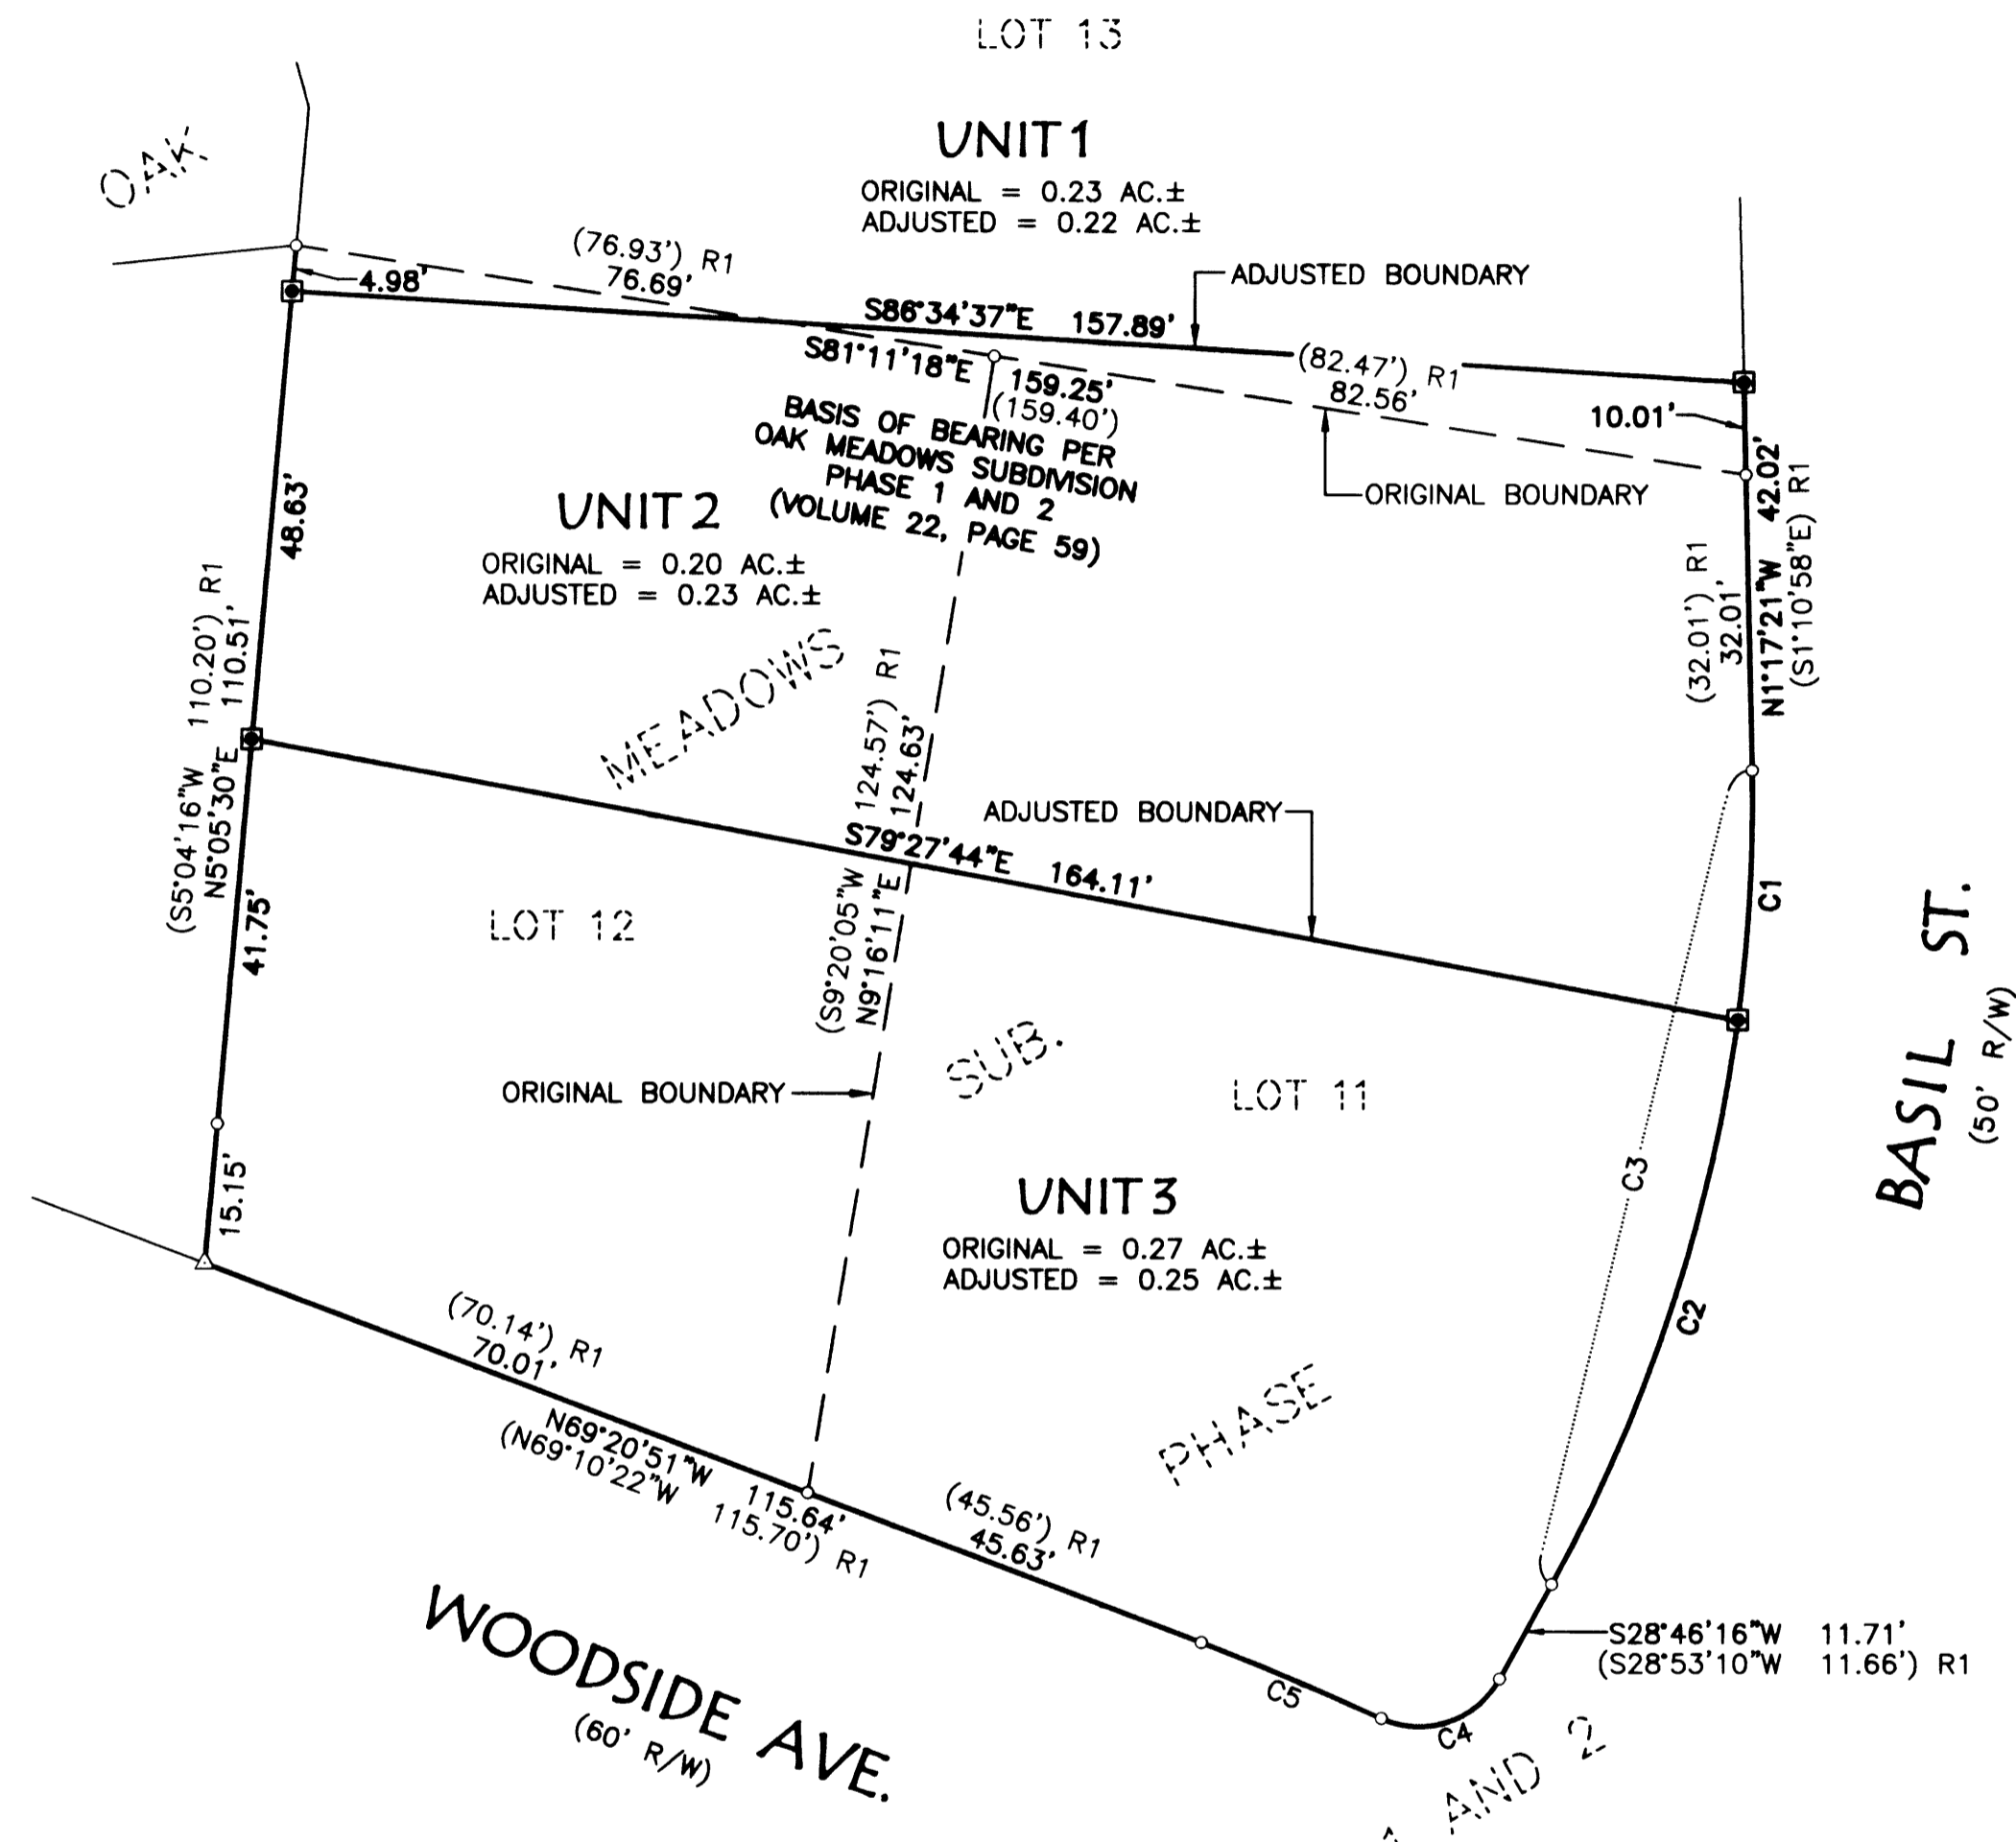 LOT 13
OAK
UNIT 1
ORIGINAL = 0.23 AC.±
ADJUSTED = 0.22 AC.±
(76.93') R1
76.69'
4.98'
ADJUSTED BOUNDARY
S86°34'37"E 157.89'
(82.47') R1
82.56'
S81°11'18"E 159.25'
(159.40')
BASIS OF BEARING PER
OAK MEADOWS SUBDIVISION
PHASE 1 AND 2
(VOLUME 22, PAGE 59)
10.01'
ORIGINAL BOUNDARY
UNIT 2
ORIGINAL = 0.20 AC.±
ADJUSTED = 0.23 AC.±
48.63'
(S5°04'16"W 110.20') R1
N5°05'30"E 110.51'
41.75'
15.15'
(32.01') R1
32.01'
N1°17'21"W 42.02'
(S1°10'58"E) R1
MEADOWS
(S9°20'05"W 124.57') R1
N9°16'11"E 124.63'
ADJUSTED BOUNDARY
S79°27'44"E 164.11'
C1
LOT 12
SUB.
LOT 11
ORIGINAL BOUNDARY
C3
BASIL ST.
(50' R/W)
UNIT 3
ORIGINAL = 0.27 AC.±
ADJUSTED = 0.25 AC.±
C2
(70.14') R1
70.01'
N69°20'51"W 115.64'
(N69°10'22"W 115.70') R1
PHASE
(45.56') R1
45.63'
S28°46'16"W 11.71'
(S28°53'10"W 11.66') R1
C5
C4
WOODSIDE AVE.
(60' R/W)
AND 2